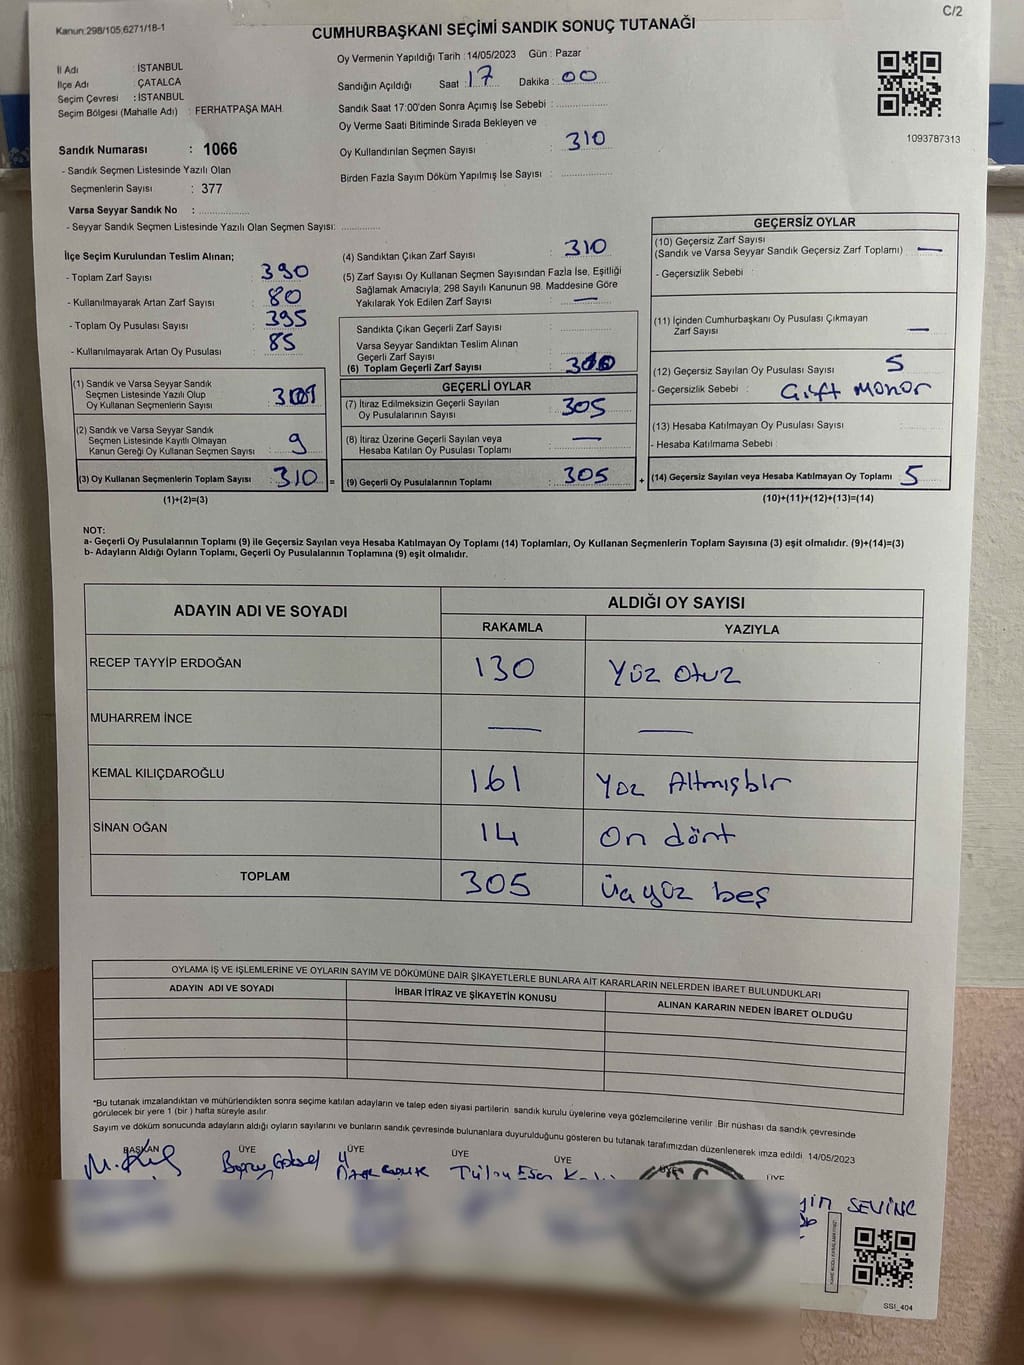 Kanun:298/105,6271/18-1
C/2
CUMHURBAŞKANI SEÇİMİ SANDIK SONUÇ TUTANAĞI
Oy Vermenin Yapıldığı Tarih : 14/05/2023 Gün : Pazar
İl Adı : İSTANBUL
İlçe Adı : ÇATALCA
Seçim Çevresi : İSTANBUL
Seçim Bölgesi (Mahalle Adı) : FERHATPAŞA MAH
Sandığın Açıldığı Saat : 17 Dakika : 00
Sandık Saat 17:00'den Sonra Açımış İse Sebebi :
Oy Verme Saati Bitiminde Sırada Bekleyen ve
Oy Kullandırılan Seçmen Sayısı : 310
Birden Fazla Sayım Döküm Yapılmış İse Sayısı :
1093787313
Sandık Numarası : 1066
- Sandık Seçmen Listesinde Yazılı Olan
Seçmenlerin Sayısı : 377
Varsa Seyyar Sandık No :
- Seyyar Sandık Seçmen Listesinde Yazılı Olan Seçmen Sayısı:
İlçe Seçim Kurulundan Teslim Alınan;
- Toplam Zarf Sayısı : 390
- Kullanılmayarak Artan Zarf Sayısı : 80
- Toplam Oy Pusulası Sayısı : 395
- Kullanılmayarak Artan Oy Pusulası : 85
(1) Sandık ve Varsa Seyyar Sandık
Seçmen Listesinde Yazılı Olup
Oy Kullanan Seçmenlerin Sayısı :
(2) Sandık ve Varsa Seyyar Sandık
Seçmen Listesinde Kayıtlı Olmayan
Kanun Gereği Oy Kullanan Seçmen Sayısı : 9
(3) Oy Kullanan Seçmenlerin Toplam Sayısı : 310 =
(1)+(2)=(3)
(4) Sandıktan Çıkan Zarf Sayısı : 310
(5) Zarf Sayısı Oy Kullanan Seçmen Sayısından Fazla İse, Eşitliği
Sağlamak Amacıyla; 298 Sayılı Kanunun 98. Maddesine Göre
Yakılarak Yok Edilen Zarf Sayısı : —
Sandıkta Çıkan Geçerli Zarf Sayısı :
Varsa Seyyar Sandıktan Teslim Alınan
Geçerli Zarf Sayısı :
(6) Toplam Geçerli Zarf Sayısı : 310
GEÇERLİ OYLAR
(7) İtiraz Edilmeksizin Geçerli Sayılan
Oy Pusulalarının Sayısı : 305
(8) İtiraz Üzerine Geçerli Sayılan veya
Hesaba Katılan Oy Pusulası Toplamı : —
(9) Geçerli Oy Pusulalarının Toplamı : 305 +
GEÇERSİZ OYLAR
(10) Geçersiz Zarf Sayısı
(Sandık ve Varsa Seyyar Sandık Geçersiz Zarf Toplamı) : —
- Geçersizlik Sebebi :
(11) İçinden Cumhurbaşkanı Oy Pusulası Çıkmayan
Zarf Sayısı : —
(12) Geçersiz Sayılan Oy Pusulası Sayısı : 5
- Geçersizlik Sebebi : Gift Monor
(13) Hesaba Katılmayan Oy Pusulası Sayısı :
- Hesaba Katılmama Sebebi :
(14) Geçersiz Sayılan veya Hesaba Katılmayan Oy Toplamı : 5
(10)+(11)+(12)+(13)=(14)
NOT:
a- Geçerli Oy Pusulalarının Toplamı (9) ile Geçersiz Sayılan veya Hesaba Katılmayan Oy Toplamı (14) Toplamları, Oy Kullanan Seçmenlerin Toplam Sayısına (3) eşit olmalıdır. (9)+(14)=(3)
b- Adayların Aldığı Oyların Toplamı, Geçerli Oy Pusulalarının Toplamına (9) eşit olmalıdır.
ADAYIN ADI VE SOYADI ALDIĞI OY SAYISI
RAKAMLA YAZIYLA
RECEP TAYYİP ERDOĞAN 130 Yüz otuz
MUHARREM İNCE — —
KEMAL KILIÇDAROĞLU 161 Yüz Altmışbir
SİNAN OĞAN 14 On dört
TOPLAM 305 Üç yüz beş
OYLAMA İŞ VE İŞLEMLERİNE VE OYLARIN SAYIM VE DÖKÜMÜNE DAİR ŞİKAYETLERLE BUNLARA AİT KARARLARIN NELERDEN İBARET BULUNDUKLARI
ADAYIN ADI VE SOYADI İHBAR İTİRAZ VE ŞİKAYETİN KONUSU ALINAN KARARIN NEDEN İBARET OLDUĞU
*Bu tutanak imzalandıktan ve mühürlendikten sonra seçime katılan adayların ve talep eden siyasi partilerin sandık kurulu üyelerine veya gözlemcilerine verilir. Bir nüshası da sandık çevresinde
görülecek bir yere 1 (bir ) hafta süreyle asılır.
Sayım ve döküm sonucunda adayların aldığı oyların sayılarını ve bunların sandık çevresinde bulunanlara duyurulduğunu gösteren bu tutanak tarafımızdan düzenlenerek imza edildi 14/05/2023
BAŞKAN ÜYE ÜYE ÜYE ÜYE ÜYE ÜYE
SEVİNÇ
SSI_404